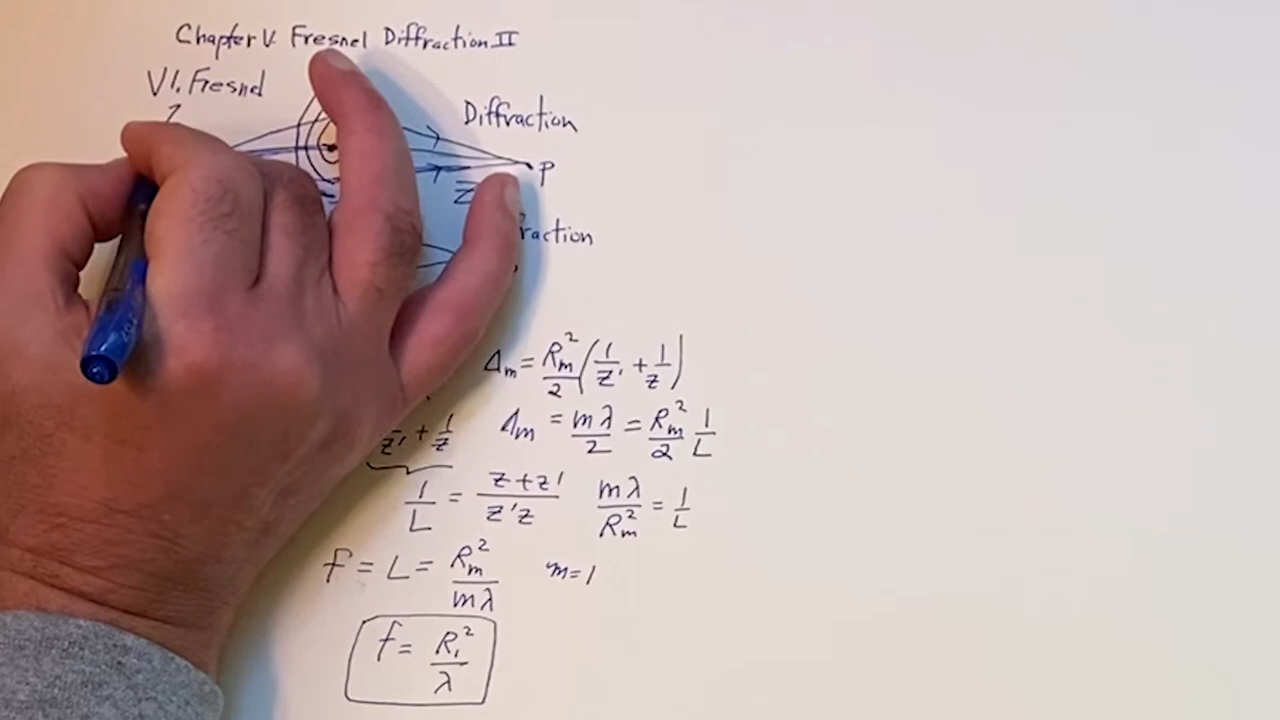 Chapter V. Fresnel Diffraction II
VI. Fresnel Diffraction
P
Z
raction
Δm = Rm²/2 (1/z' + 1/z)
z' + 1/z Δm = mλ/2 = Rm²/2 1/L
1/L = z+z'/z'z mλ/Rm² = 1/L
f = L = Rm²/mλ m=1
f = R₁²/λ